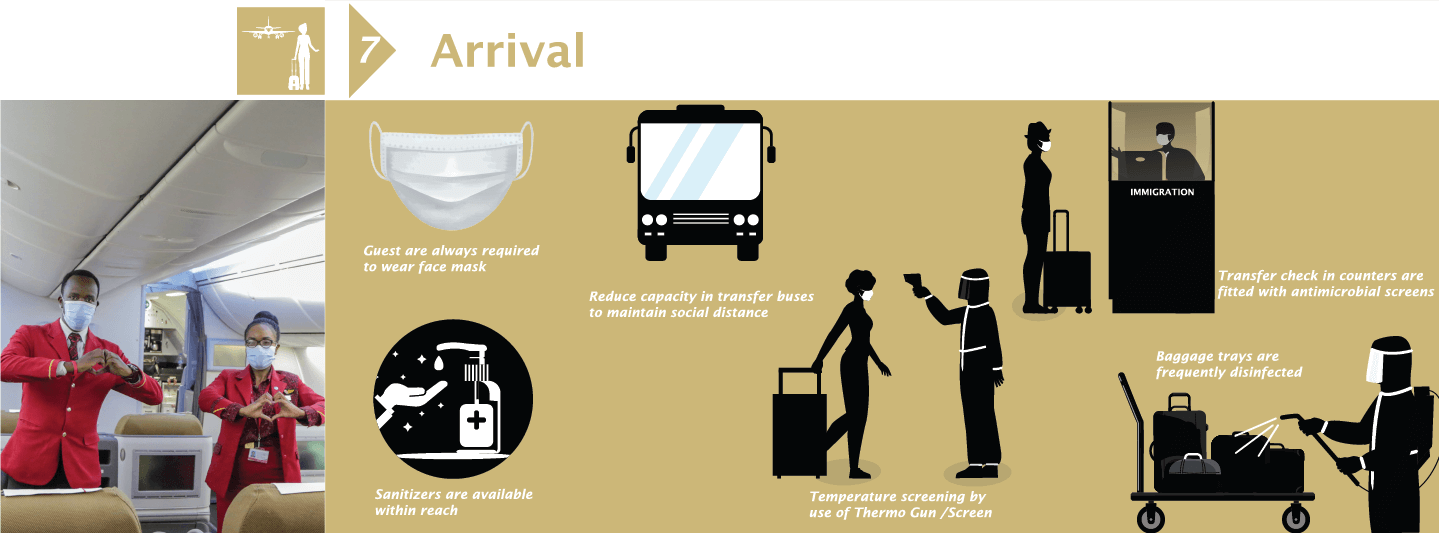 7
Arrival
Guest are always required
to wear face mask
Reduce capacity in transfer buses
to maintain social distance
IMMIGRATION
Transfer check in counters are
fitted with antimicrobial screens
Baggage trays are
frequently disinfected
Sanitizers are available
within reach
Temperature screening by
use of Thermo Gun /Screen